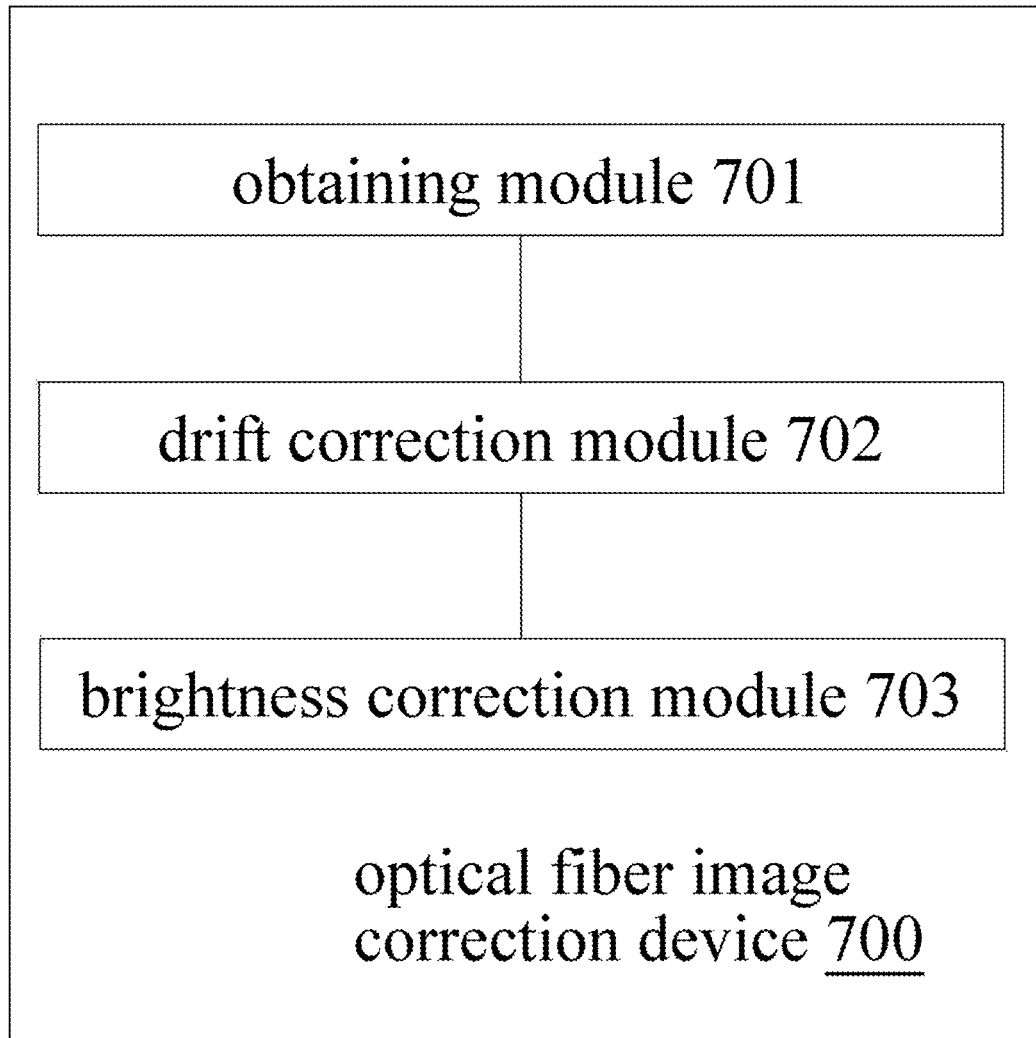 obtaining module 701
drift correction module 702
brightness correction module 703
optical fiber image
correction device 700